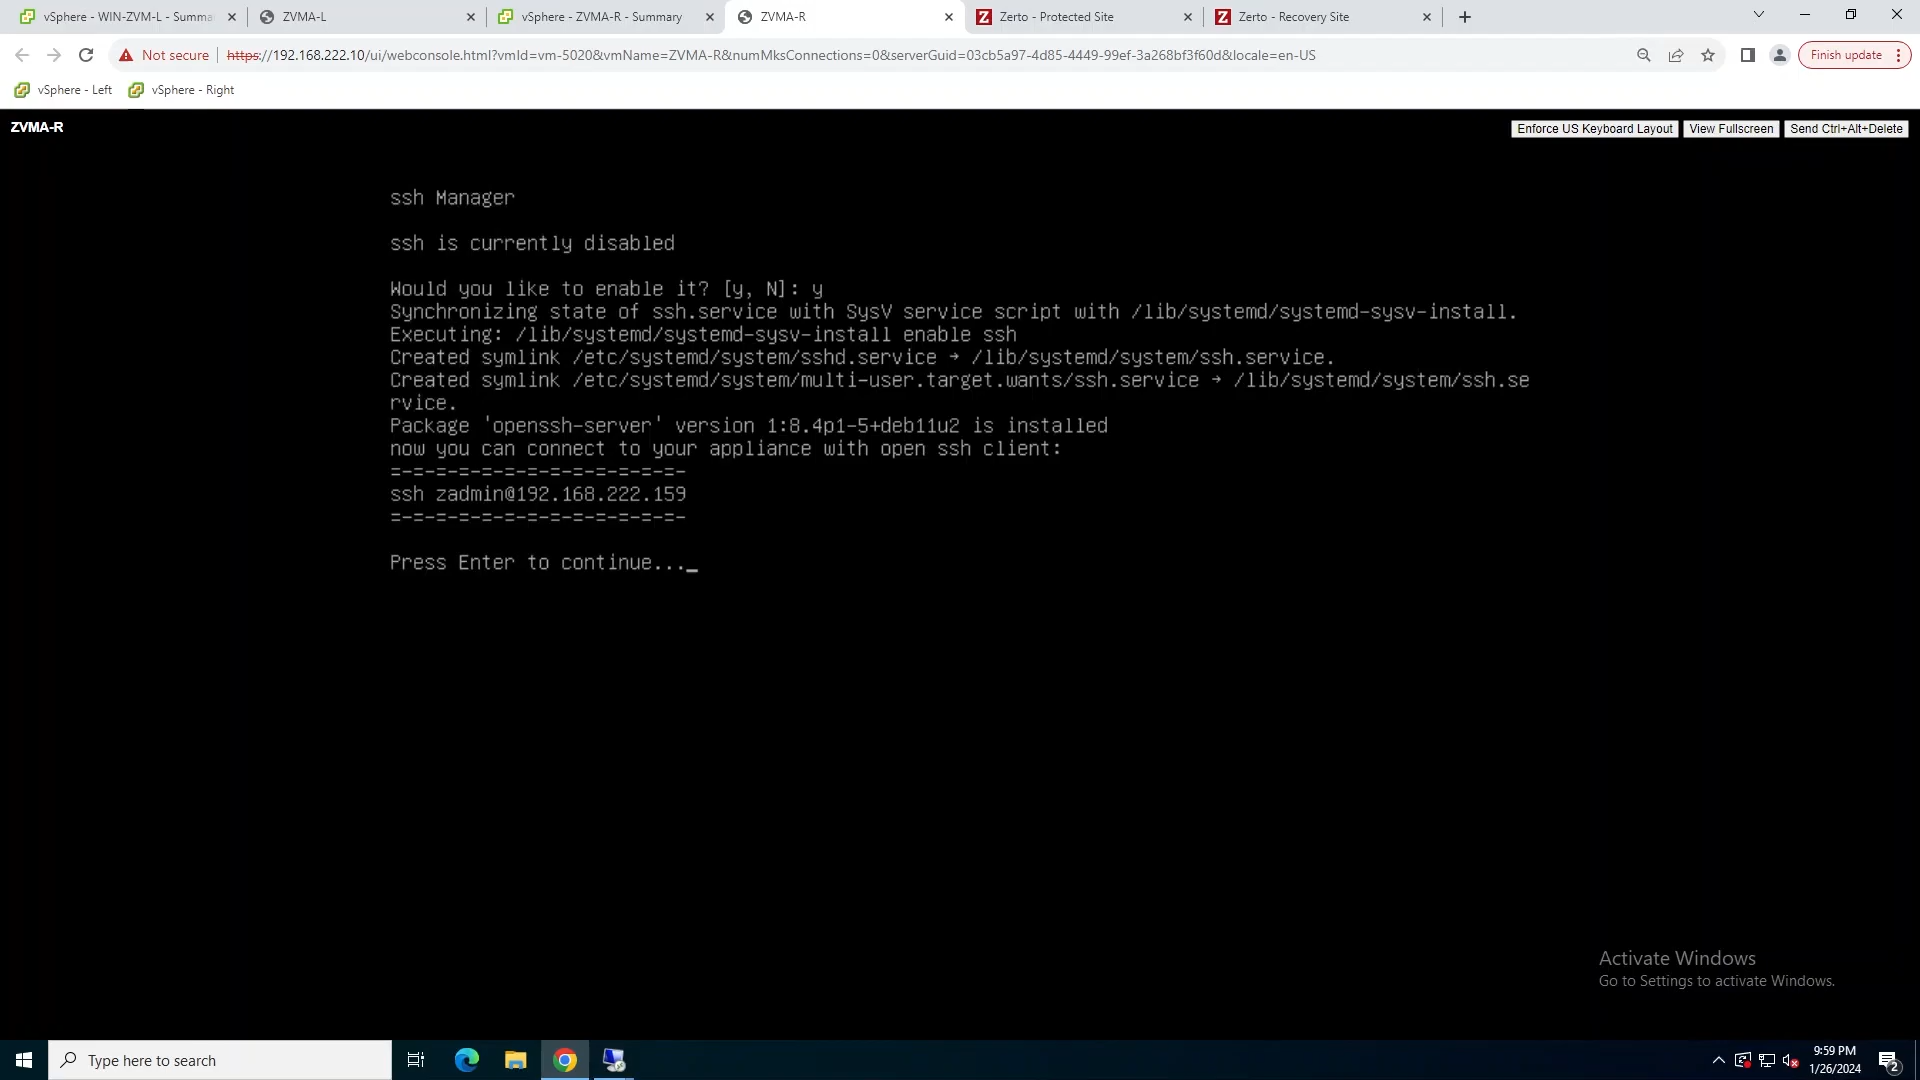 vSphere - WIN-ZVM-L - Summa
ZVMA-L
vSphere - ZVMA-R - Summary
ZVMA-R
Zerto - Protected Site
Zerto - Recovery Site
Not secure
https://192.168.222.10/ui/webconsole.html?vmId=vm-5020&vmName=ZVMA-R&numMksConnections=0&serverGuid=03cb5a97-4d85-4449-99ef-3a268bf3f60d&locale=en-US
Finish update
vSphere - Left
vSphere - Right
ZVMA-R
Enforce US Keyboard Layout
View Fullscreen
Send Ctrl+Alt+Delete
ssh Manager
ssh is currently disabled
Would you like to enable it? [y, N]: y
Synchronizing state of ssh.service with SysV service script with /lib/systemd/systemd-sysv-install.
Executing: /lib/systemd/systemd-sysv-install enable ssh
Created symlink /etc/systemd/system/sshd.service → /lib/systemd/system/ssh.service.
Created symlink /etc/systemd/system/multi-user.target.wants/ssh.service → /lib/systemd/system/ssh.se
rvice.
Package 'openssh-server' version 1:8.4p1-5+deb11u2 is installed
now you can connect to your appliance with open ssh client:
=-=-=-=-=-=-=-=-=-=-=-=-=-
ssh zadmin@192.168.222.159
=-=-=-=-=-=-=-=-=-=-=-=-=-
Press Enter to continue..._
Activate Windows
Go to Settings to activate Windows.
Type here to search
9:59 PM
1/26/2024
2